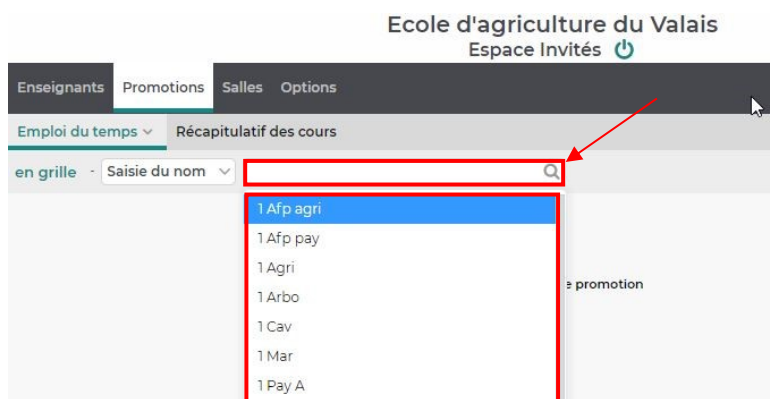 Ecole d'agriculture du Valais
Espace Invités
Enseignants Promotions Salles Options
Emploi du temps Récapitulatif des cours
en grille - Saisie du nom
1 Afp agri
1 Afp pay
1 Agri
e promotion
1 Arbo
1 Cav
1 Mar
1 Pay A